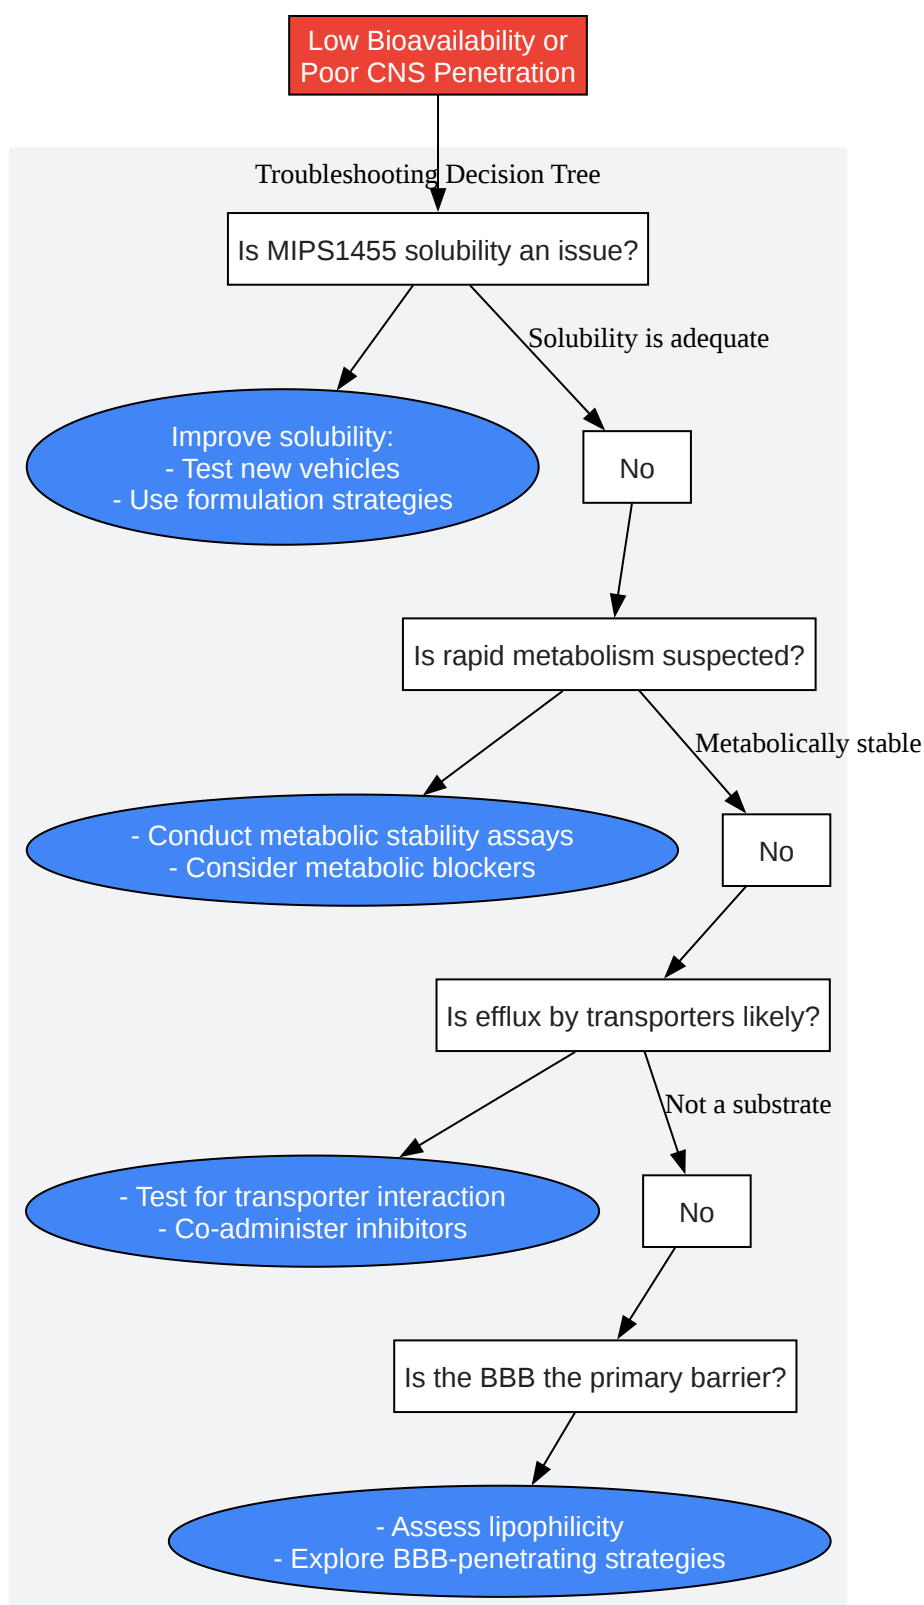 Low Bioavailability or
Poor CNS Penetration
Troubleshooting Decision Tree
Is MIPS1455 solubility an issue?
Solubility is adequate
Improve solubility:
- Test new vehicles
- Use formulation strategies
No
Is rapid metabolism suspected?
Metabolically stable
- Conduct metabolic stability assays
- Consider metabolic blockers
No
Is efflux by transporters likely?
Not a substrate
- Test for transporter interaction
- Co-administer inhibitors
No
Is the BBB the primary barrier?
- Assess lipophilicity
- Explore BBB-penetrating strategies